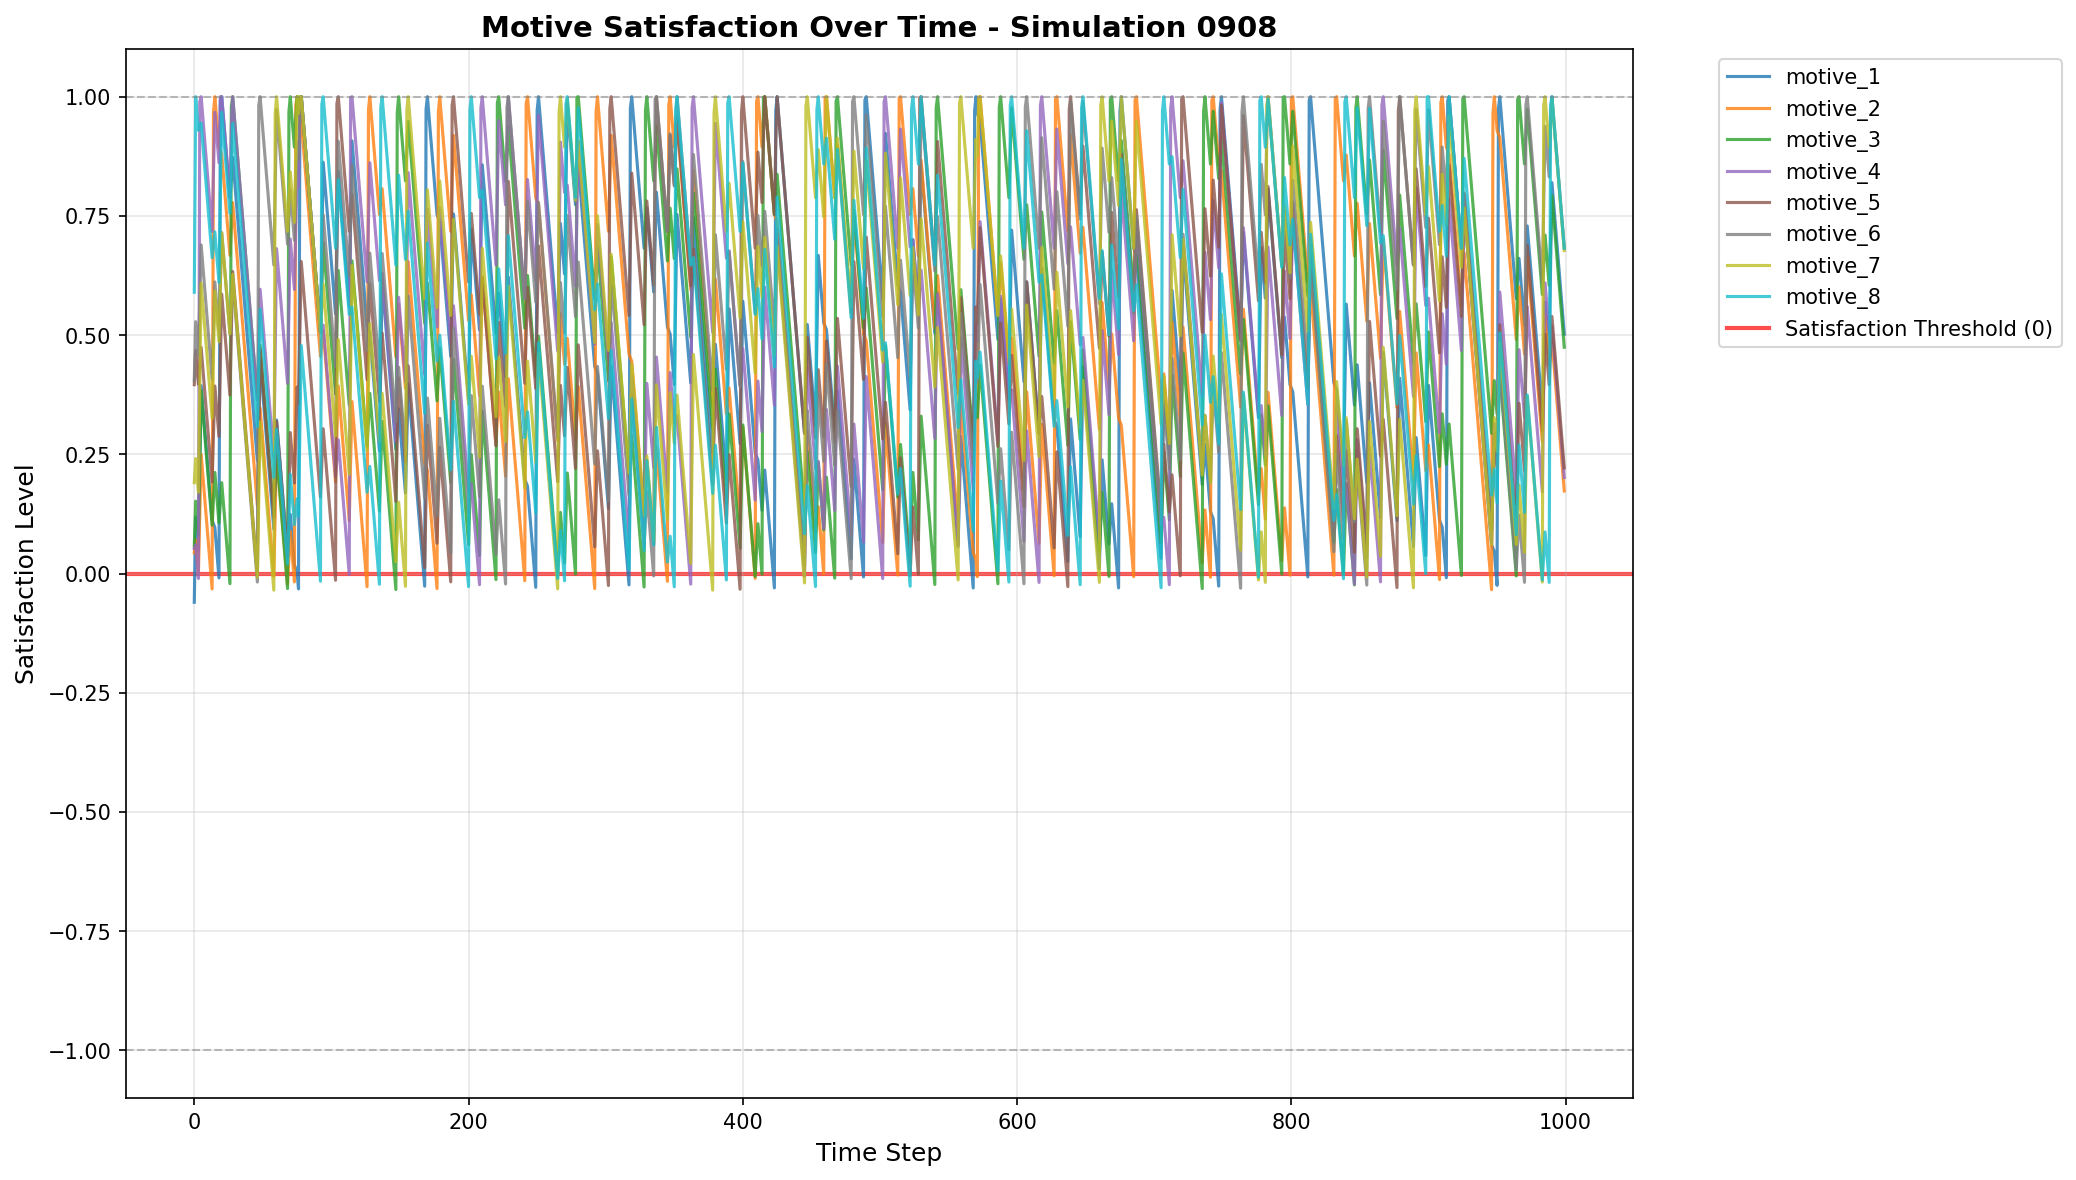 Motive Satisfaction Over Time - Simulation 0908
Satisfaction Level
1.00
0.75
0.50
0.25
0.00
−0.25
−0.50
−0.75
−1.00
0
200
400
600
800
1000
Time Step
motive_1
motive_2
motive_3
motive_4
motive_5
motive_6
motive_7
motive_8
Satisfaction Threshold (0)